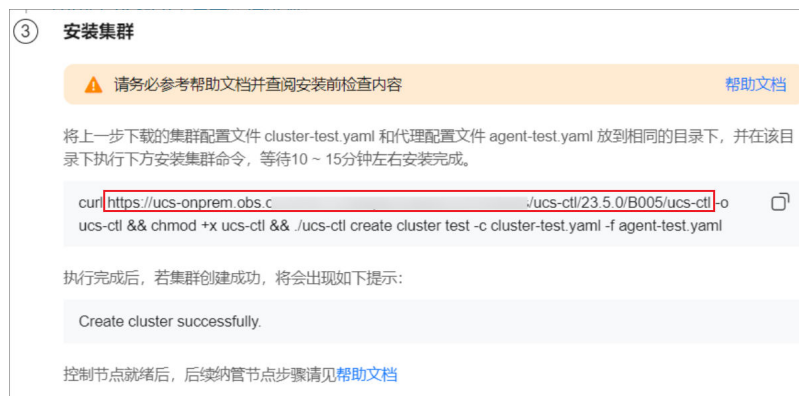 ③ 安装集群
请务必参考帮助文档并查阅安装前检查内容 帮助文档
将上一步下载的集群配置文件 cluster-test.yaml 和代理配置文件 agent-test.yaml 放到相同的目录下，并在该目
录下执行下方安装集群命令，等待10 ~ 15分钟左右安装完成。
curl https://ucs-onprem.obs.c /ucs-ctl/23.5.0/B005/ucs-ctl -o
ucs-ctl && chmod +x ucs-ctl && ./ucs-ctl create cluster test -c cluster-test.yaml -f agent-test.yaml
执行完成后，若集群创建成功，将会出现如下提示：
Create cluster successfully.
控制节点就绪后，后续纳管节点步骤请见帮助文档